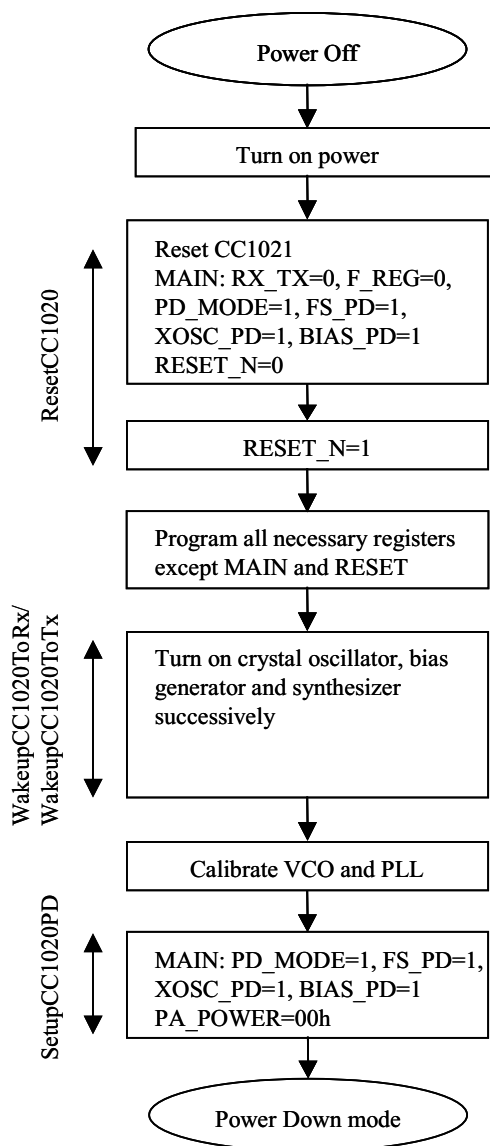 Power Off
Turn on power
ResetCC1020
Reset CC1021
MAIN: RX_TX=0, F_REG=0,
PD_MODE=1, FS_PD=1,
XOSC_PD=1, BIAS_PD=1
RESET_N=0
RESET_N=1
Program all necessary registers
except MAIN and RESET
WakeupCC1020ToRx/
WakeupCC1020ToTx
Turn on crystal oscillator, bias
generator and synthesizer
successively
Calibrate VCO and PLL
SetupCC1020PD
MAIN: PD_MODE=1, FS_PD=1,
XOSC_PD=1, BIAS_PD=1
PA_POWER=00h
Power Down mode